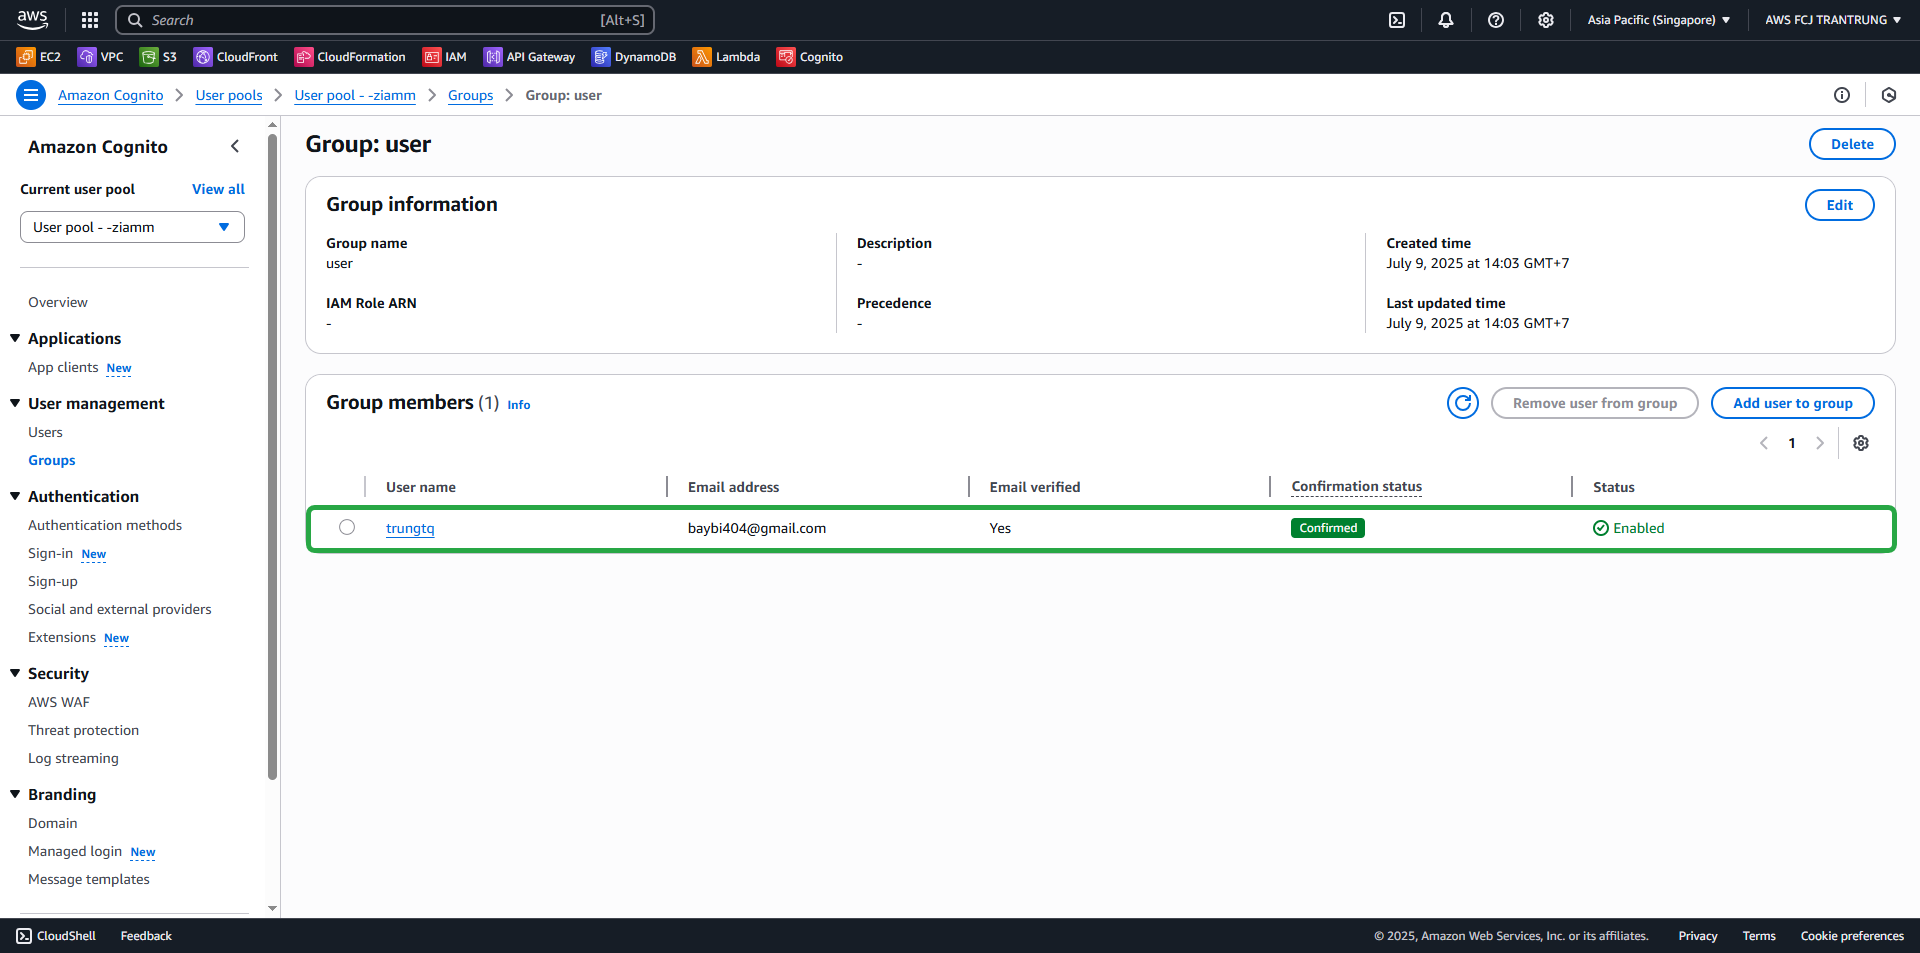 aws
Search [Alt+S]
Asia Pacific (Singapore)
AWS FCJ TRANTRUNG
EC2 VPC S3 CloudFront CloudFormation IAM API Gateway DynamoDB Lambda Cognito
Amazon Cognito
User pools
User pool - -ziamm
Groups
Group: user
Amazon Cognito
Current user pool
View all
User pool - -ziamm
Overview
Applications
App clients New
User management
Users
Groups
Authentication
Authentication methods
Sign-in New
Sign-up
Social and external providers
Extensions New
Security
AWS WAF
Threat protection
Log streaming
Branding
Domain
Managed login New
Message templates
Group: user
Delete
Group information
Edit
Group name
user
IAM Role ARN
-
Description
-
Precedence
-
Created time
July 9, 2025 at 14:03 GMT+7
Last updated time
July 9, 2025 at 14:03 GMT+7
Group members (1) Info
Remove user from group
Add user to group
1
User name Email address Email verified Confirmation status Status
trungtq baybi404@gmail.com Yes Confirmed Enabled
CloudShell Feedback
© 2025, Amazon Web Services, Inc. or its affiliates. Privacy Terms Cookie preferences